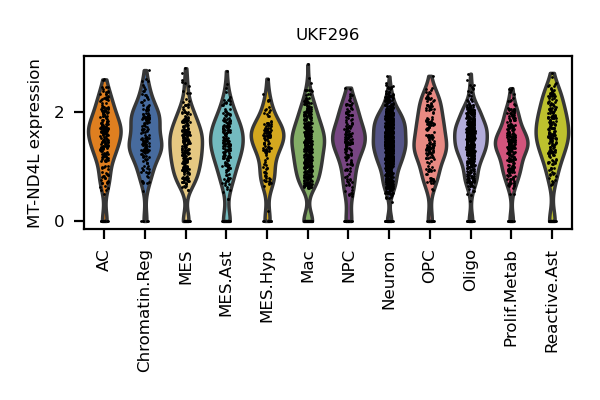 UKF296
MT-ND4L expression
2
0
AC
Chromatin.Reg
MES
MES.Ast
MES.Hyp
Mac
NPC
Neuron
OPC
Oligo
Prolif.Metab
Reactive.Ast